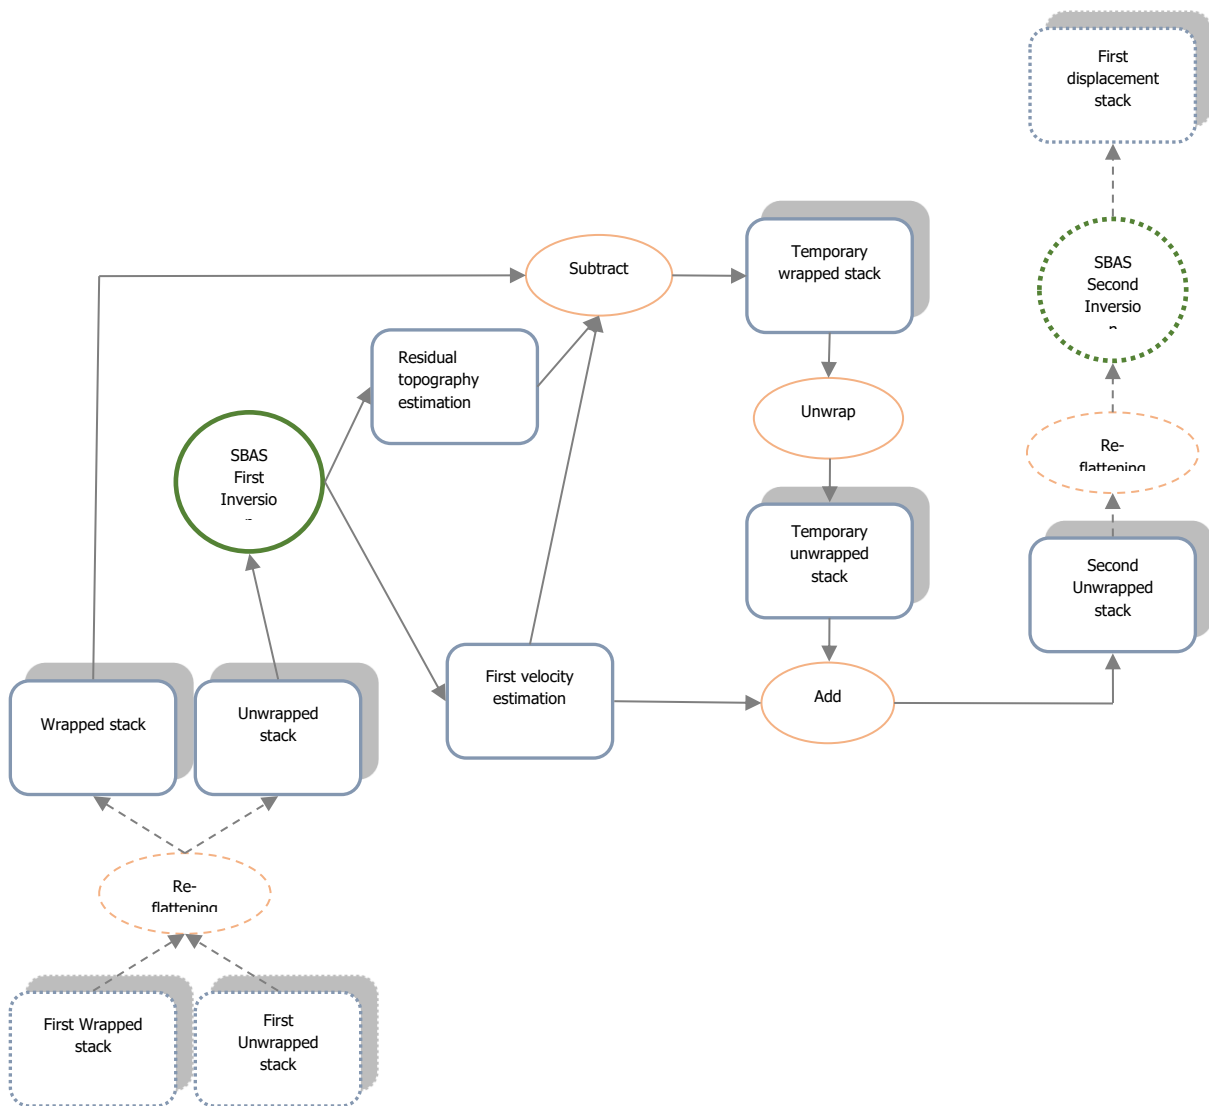 First
displacement
stack
Subtract
Temporary
wrapped stack
SBAS
Second
Inversio
n
Residual
topography
estimation
Unwrap
SBAS
First
Inversio
Re-
flattening
Temporary
unwrapped
stack
Second
Unwrapped
stack
First velocity
estimation
Add
Wrapped stack
Unwrapped
stack
Re-
flattening
First Wrapped
stack
First
Unwrapped
stack